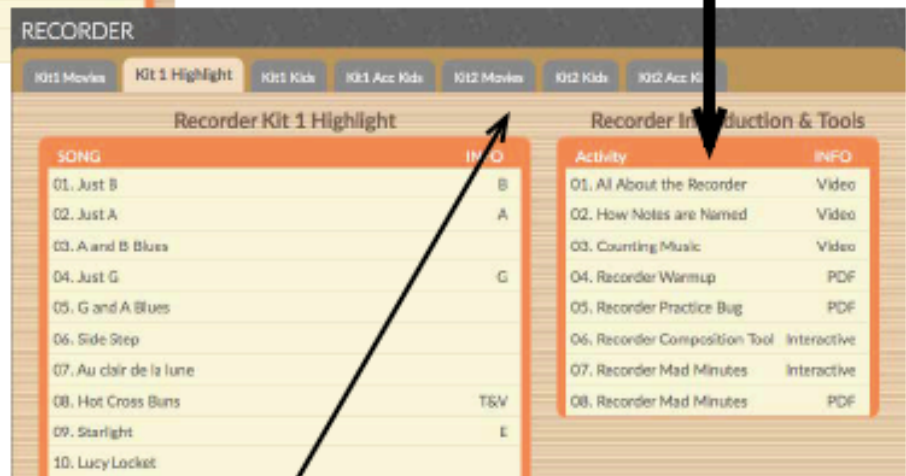 RECORDER
Kit1 Movies Kit 1 Highlight Kit1 Kids Kit1 Acc Kids Kit2 Movies Kit2 Kids Kit2 Acc
Recorder Kit 1 Highlight
SONG
01. Just B B
02. Just A A
03. A and B Blues
04. Just G G
05. G and A Blues
06. Side Step
07. Au clair de la lune
08. Hot Cross Buns T&V
09. Starlight E
10. Lucy Locket
Recorder & Tools
Activity INFO
01. All About the Recorder Video
02. How Notes are Named Video
03. Counting Music Video
04. Recorder Warmup PDF
05. Recorder Practice Bug PDF
06. Recorder Composition Tool Interactive
07. Recorder Mad Minutes Interactive
08. Recorder Mad Minutes PDF